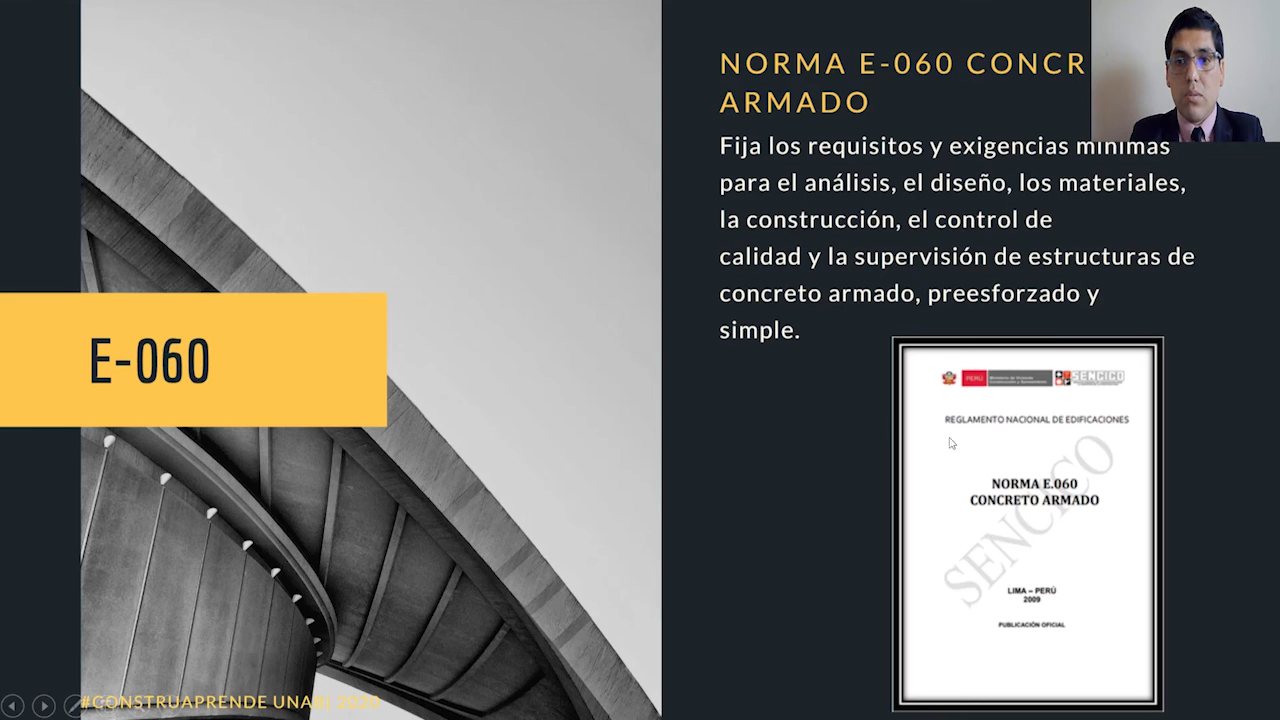 NORMA E-060 CONCR
ARMADO
Fija los requisitos y exigencias mínimas
para el análisis, el diseño, los materiales,
la construcción, el control de
calidad y la supervisión de estructuras de
concreto armado, preesforzado y
simple.
E-060
PERÚ
Ministerio de Vivienda
Construcción y Saneamiento
SENCICO
REGLAMENTO NACIONAL DE EDIFICACIONES
NORMA E.060
CONCRETO ARMADO
SENCICO
LIMA – PERÚ
2009
PUBLICACIÓN OFICIAL
#CONSTRUAPRENDE 2020